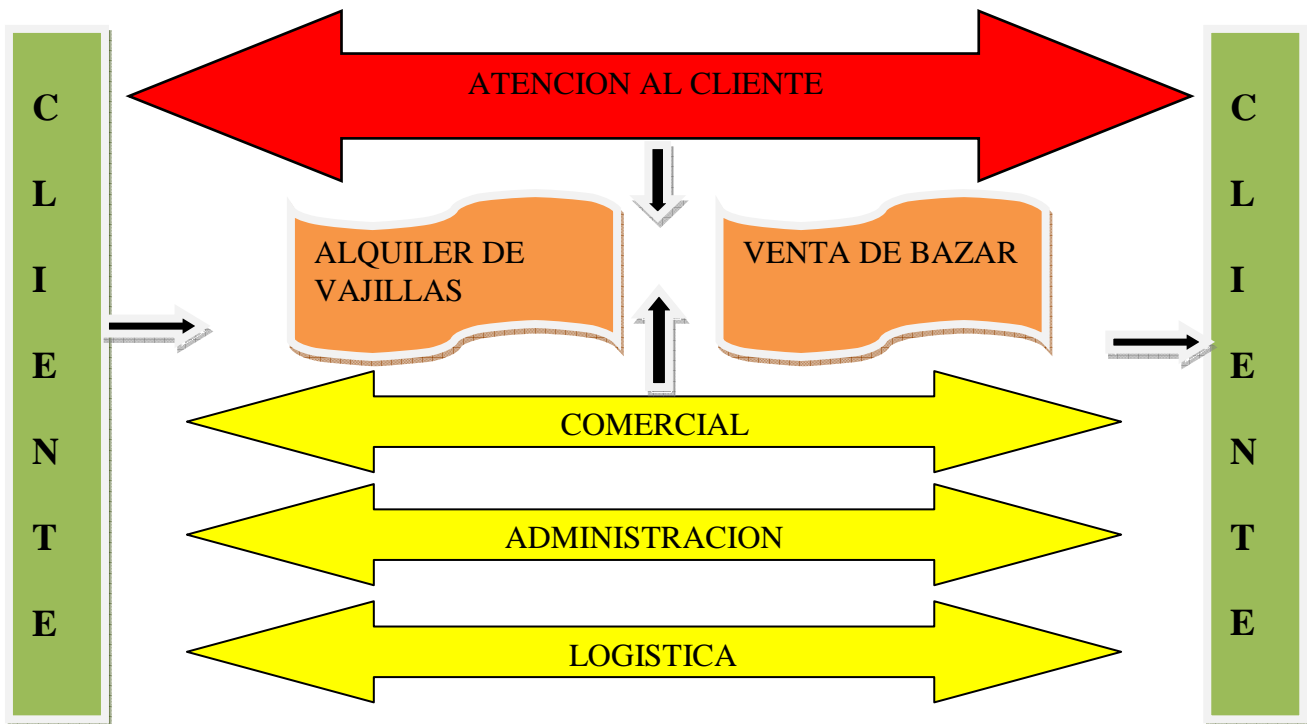 C
L
I
E
N
T
E
ATENCION AL CLIENTE
ALQUILER DE
VAJILLAS
VENTA DE BAZAR
COMERCIAL
ADMINISTRACION
LOGISTICA
C
L
I
E
N
T
E